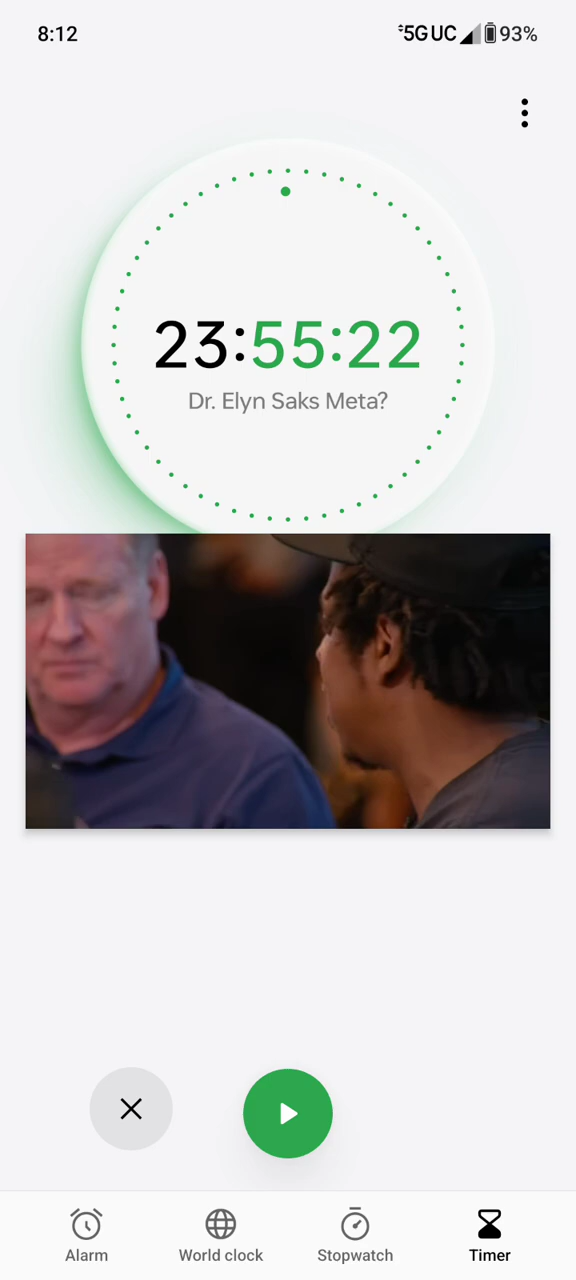 8:12
5G UC 93%
23:55:22
Dr. Elyn Saks Meta?
Alarm World clock Stopwatch Timer